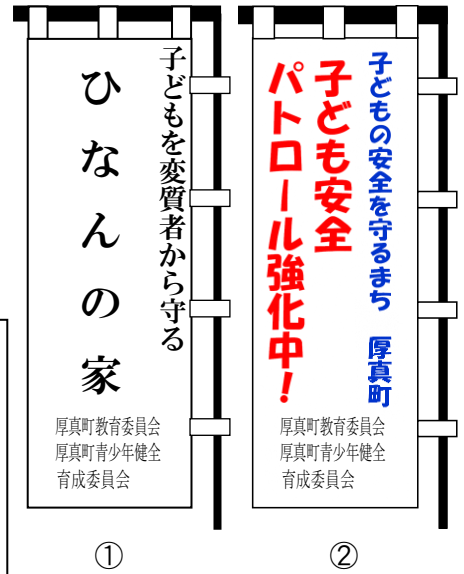 子どもを変質者から守る
ひなんの家
厚真町教育委員会
厚真町青少年健全
育成委員会
①
子どもの安全を守るまち　厚真町
子ども安全
パトロール強化中！
厚真町教育委員会
厚真町青少年健全
育成委員会
②